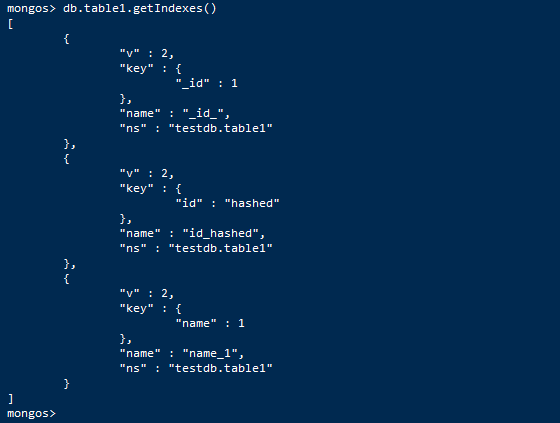 mongos> db.table1.getIndexes()
[
        {
                "v" : 2,
                "key" : {
                        "_id" : 1
                },
                "name" : "_id_",
                "ns" : "testdb.table1"
        },
        {
                "v" : 2,
                "key" : {
                        "id" : "hashed"
                },
                "name" : "id_hashed",
                "ns" : "testdb.table1"
        },
        {
                "v" : 2,
                "key" : {
                        "name" : 1
                },
                "name" : "name_1",
                "ns" : "testdb.table1"
        }
]
mongos>